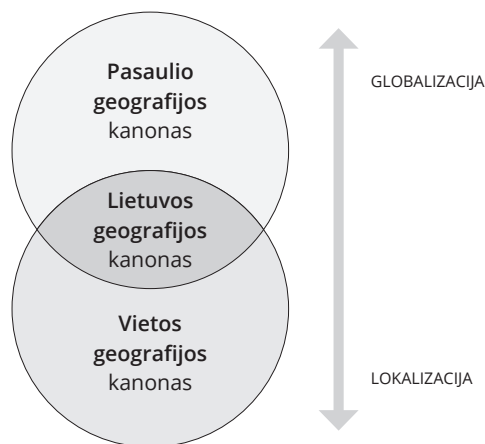 Pasaulio
geografijos
kanonas
GLOBALIZACIJA
Lietuvos
geografijos
kanonas
Vietos
geografijos
kanonas
LOKALIZACIJA